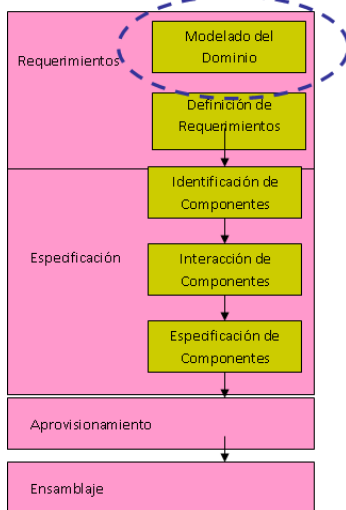 Modelado del
Dominio
Requerimientos
Definición de
Requerimientos
Identificación de
Componentes
Especificación
Interacción de
Componentes
Especificación de
Componentes
Aprovisionamiento
Ensamblaje